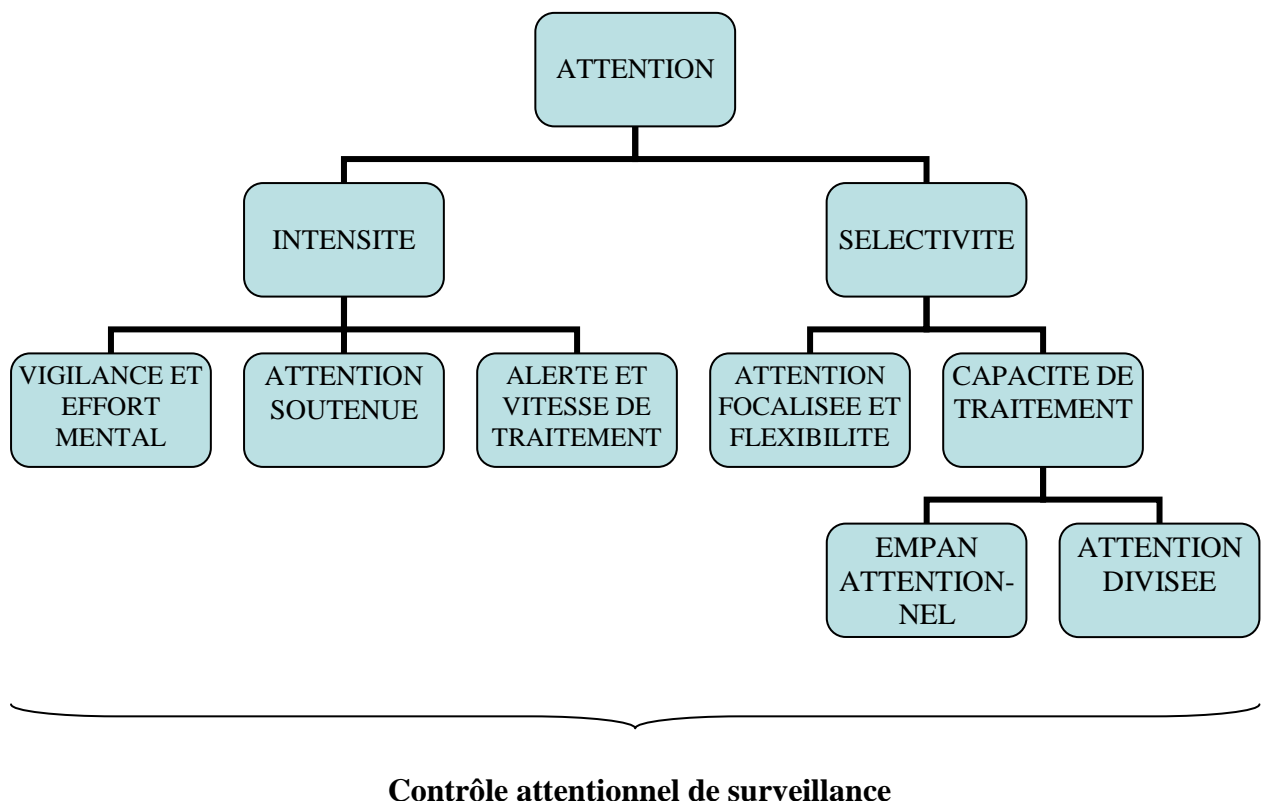 ATTENTION
INTENSITE
SELECTIVITE
VIGILANCE ET
EFFORT
MENTAL
ATTENTION
SOUTENUE
ALERTE ET
VITESSE DE
TRAITEMENT
ATTENTION
FOCALISEE ET
FLEXIBILITE
CAPACITE DE
TRAITEMENT
EMPAN
ATTENTION-
NEL
ATTENTION
DIVISEE
Contrôle attentionnel de surveillance